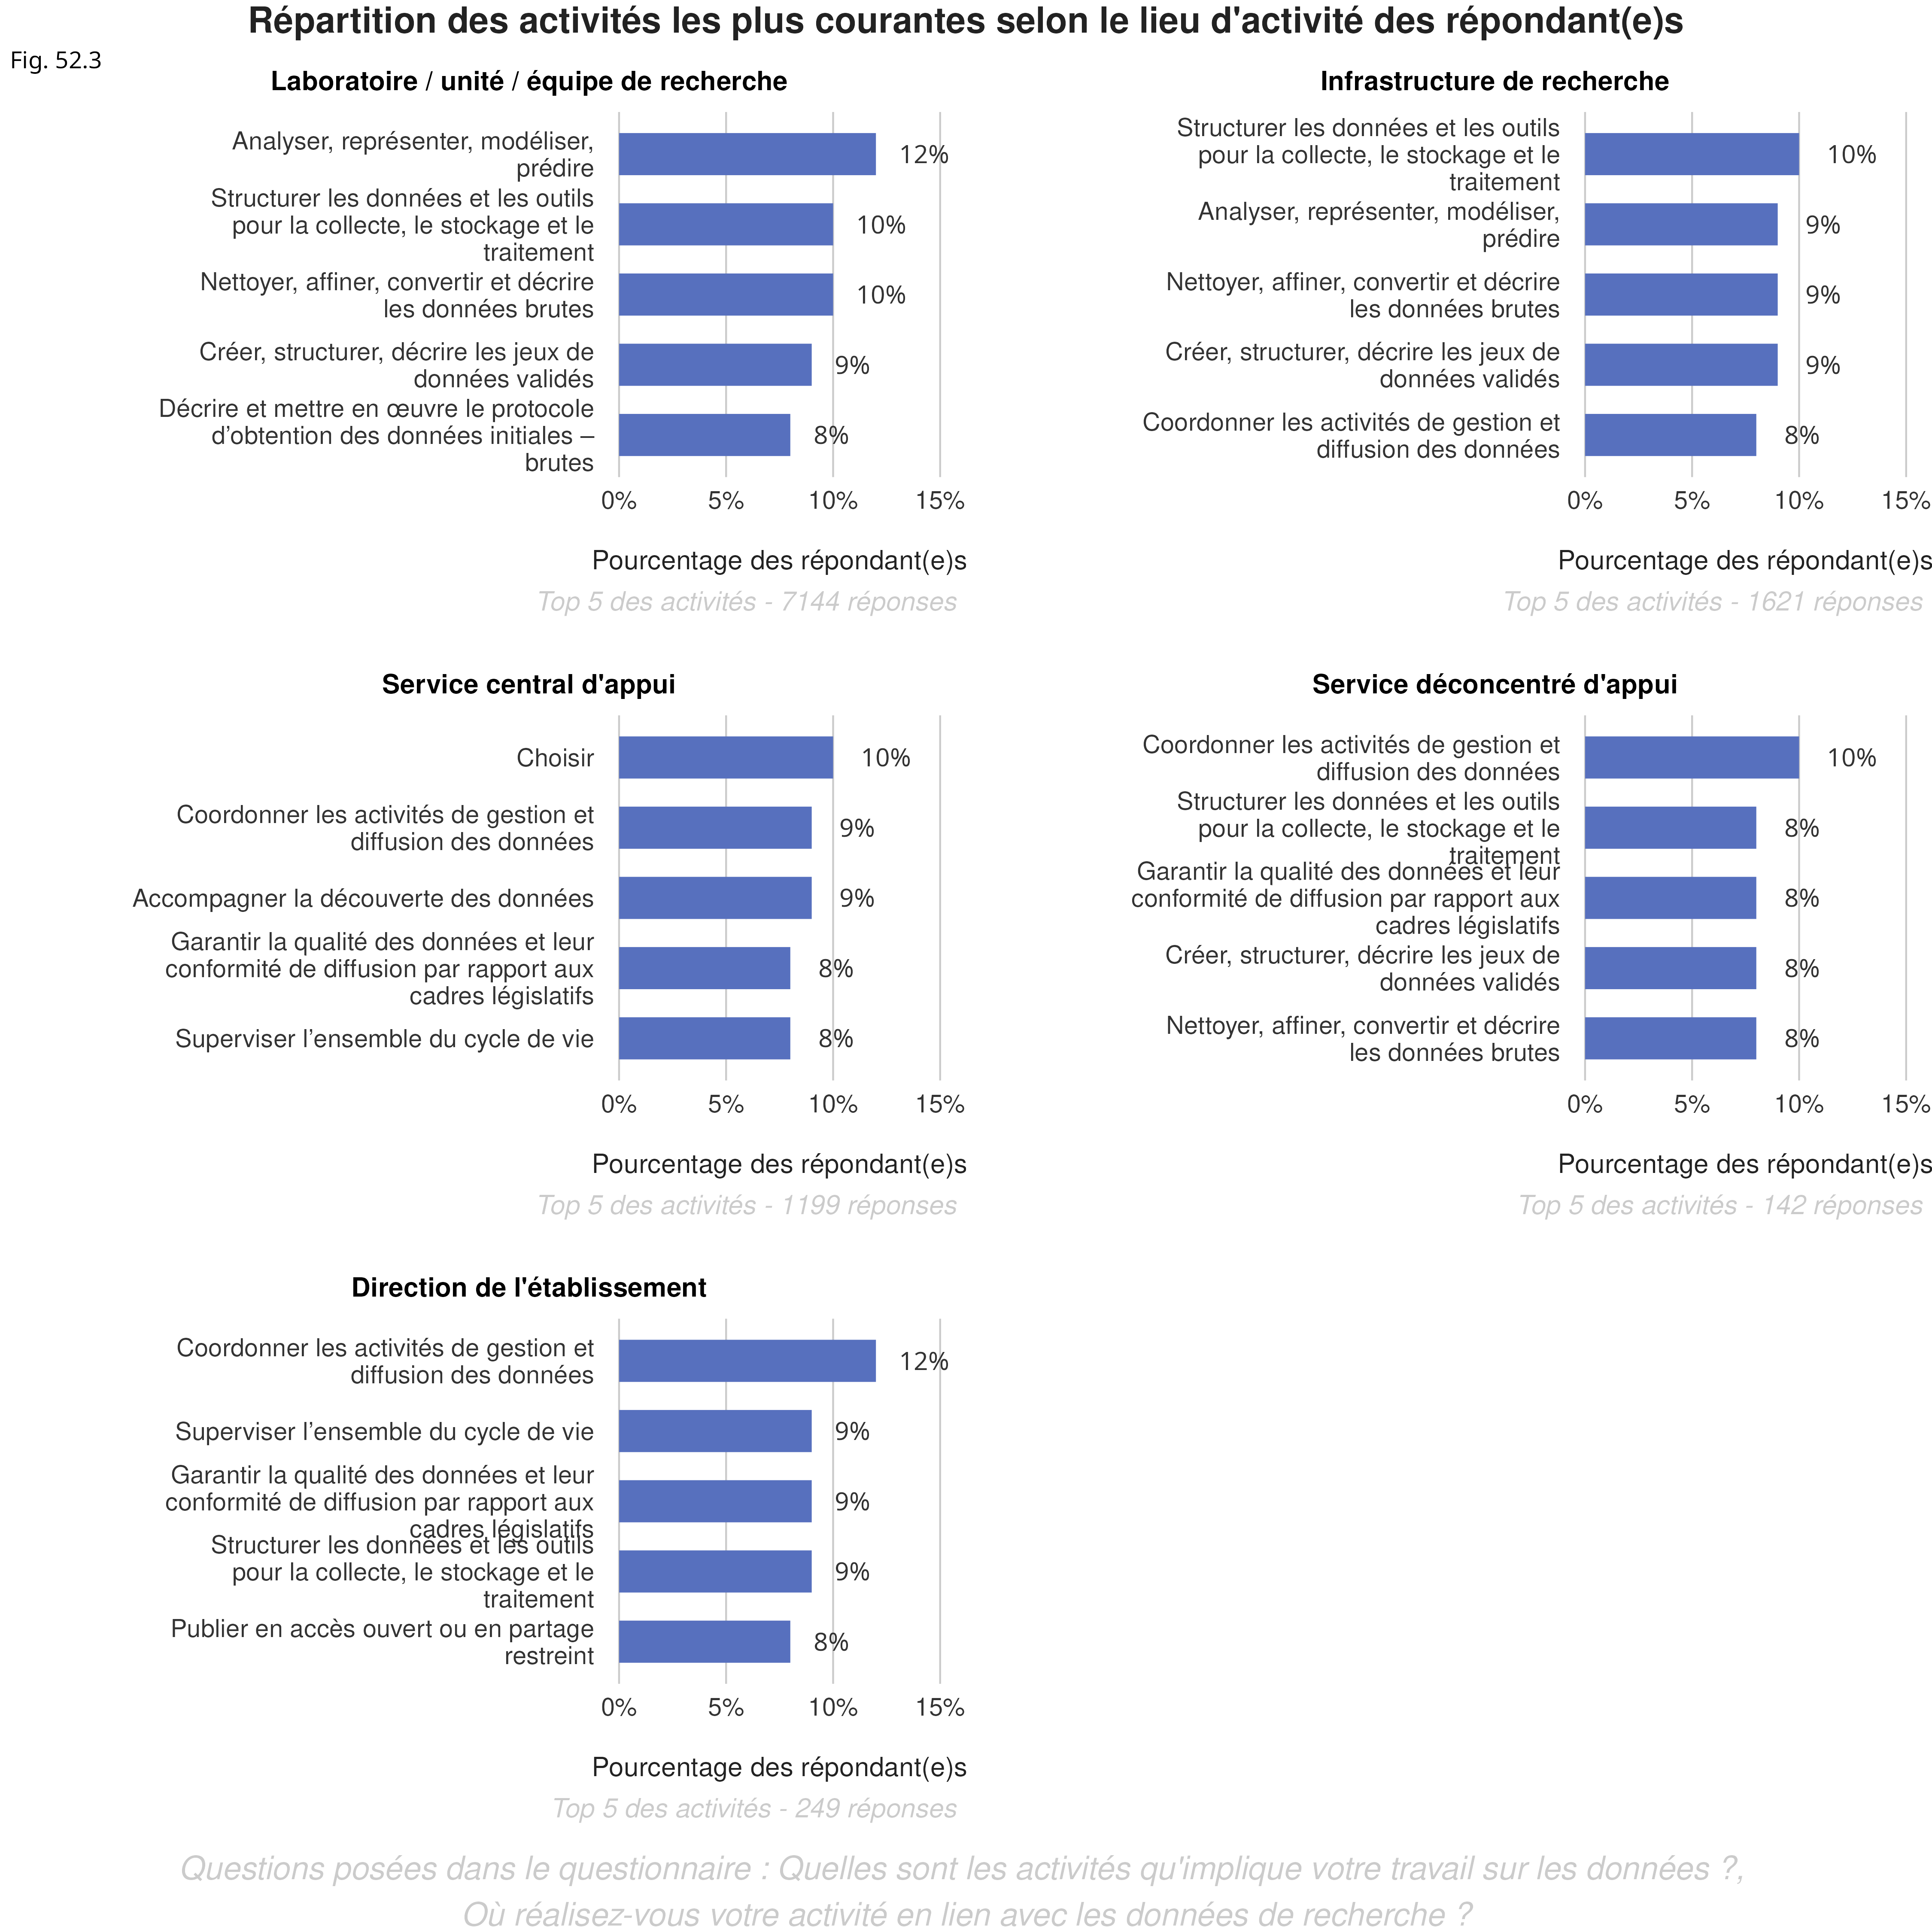 Répartition des activités les plus courantes selon le lieu d'activité des répondant(e)s
Fig. 52.3
Laboratoire / unité / équipe de recherche
Analyser, représenter, modéliser,
prédire
12%
Structurer les données et les outils
pour la collecte, le stockage et le
traitement
10%
Nettoyer, affiner, convertir et décrire
les données brutes
10%
Créer, structurer, décrire les jeux de
données validés
9%
Décrire et mettre en œuvre le protocole
d’obtention des données initiales –
brutes
8%
0% 5% 10% 15%
Pourcentage des répondant(e)s
Top 5 des activités - 7144 réponses
Infrastructure de recherche
Structurer les données et les outils
pour la collecte, le stockage et le
traitement
10%
Analyser, représenter, modéliser,
prédire
9%
Nettoyer, affiner, convertir et décrire
les données brutes
9%
Créer, structurer, décrire les jeux de
données validés
9%
Coordonner les activités de gestion et
diffusion des données
8%
0% 5% 10% 15%
Pourcentage des répondant(e)s
Top 5 des activités - 1621 réponses
Service central d'appui
Choisir
10%
Coordonner les activités de gestion et
diffusion des données
9%
Accompagner la découverte des données
9%
Garantir la qualité des données et leur
conformité de diffusion par rapport aux
cadres législatifs
8%
Superviser l’ensemble du cycle de vie
8%
0% 5% 10% 15%
Pourcentage des répondant(e)s
Top 5 des activités - 1199 réponses
Service déconcentré d'appui
Coordonner les activités de gestion et
diffusion des données
10%
Structurer les données et les outils
pour la collecte, le stockage et le
traitement
8%
Garantir la qualité des données et leur
conformité de diffusion par rapport aux
cadres législatifs
8%
Créer, structurer, décrire les jeux de
données validés
8%
Nettoyer, affiner, convertir et décrire
les données brutes
8%
0% 5% 10% 15%
Pourcentage des répondant(e)s
Top 5 des activités - 142 réponses
Direction de l'établissement
Coordonner les activités de gestion et
diffusion des données
12%
Superviser l’ensemble du cycle de vie
9%
Garantir la qualité des données et leur
conformité de diffusion par rapport aux
cadres législatifs
9%
Structurer les données et les outils
pour la collecte, le stockage et le
traitement
9%
Publier en accès ouvert ou en partage
restreint
8%
0% 5% 10% 15%
Pourcentage des répondant(e)s
Top 5 des activités - 249 réponses
Questions posées dans le questionnaire : Quelles sont les activités qu'implique votre travail sur les données ?,
Où réalisez-vous votre activité en lien avec les données de recherche ?